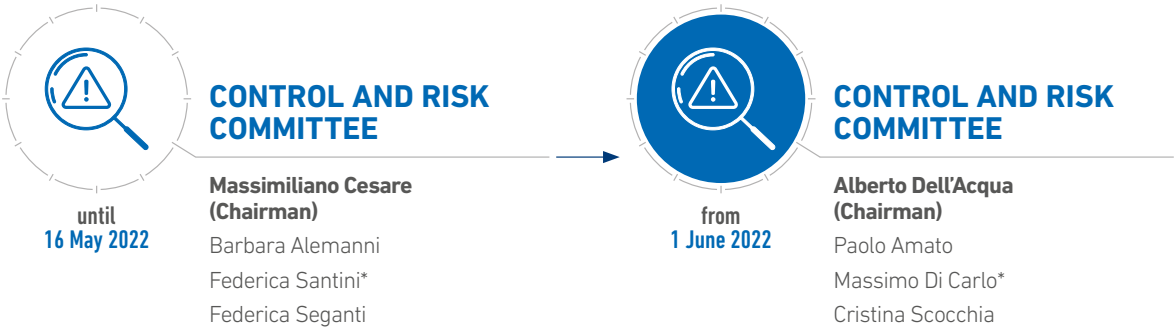 CONTROL AND RISK
COMMITTEE
Massimiliano Cesare
(Chairman)
Barbara Alemanni
Federica Santini*
Federica Seganti
until
16 May 2022
CONTROL AND RISK
COMMITTEE
Alberto Dell'Acqua
(Chairman)
Paolo Amato
Massimo Di Carlo*
Cristina Scocchia
from
1 June 2022